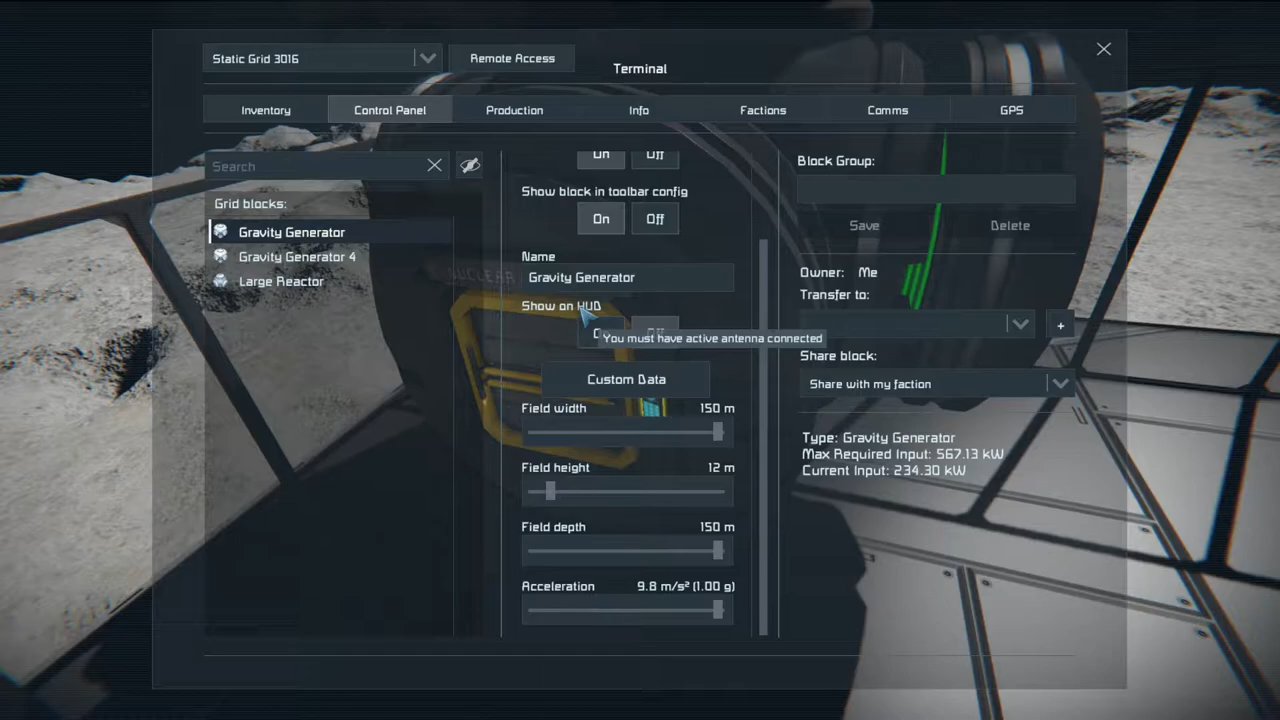 Static Grid 3016
Remote Access
Terminal
Inventory
Control Panel
Production
Info
Factions
Comms
GPS
Search
Grid blocks:
Gravity Generator
Gravity Generator 4
Large Reactor
On
Off
Show block in toolbar config
On
Off
Name
Gravity Generator
Show on HUD
Off
You must have active antenna connected
Custom Data
Field width 150 m
Field height 12 m
Field depth 150 m
Acceleration 9.8 m/s² (1.00 g)
Block Group:
Save
Delete
Owner: Me
Transfer to:
+
Share block:
Share with my faction
Type: Gravity Generator
Max Required Input: 567.13 kW
Current Input: 234.30 kW
NUCLEAR